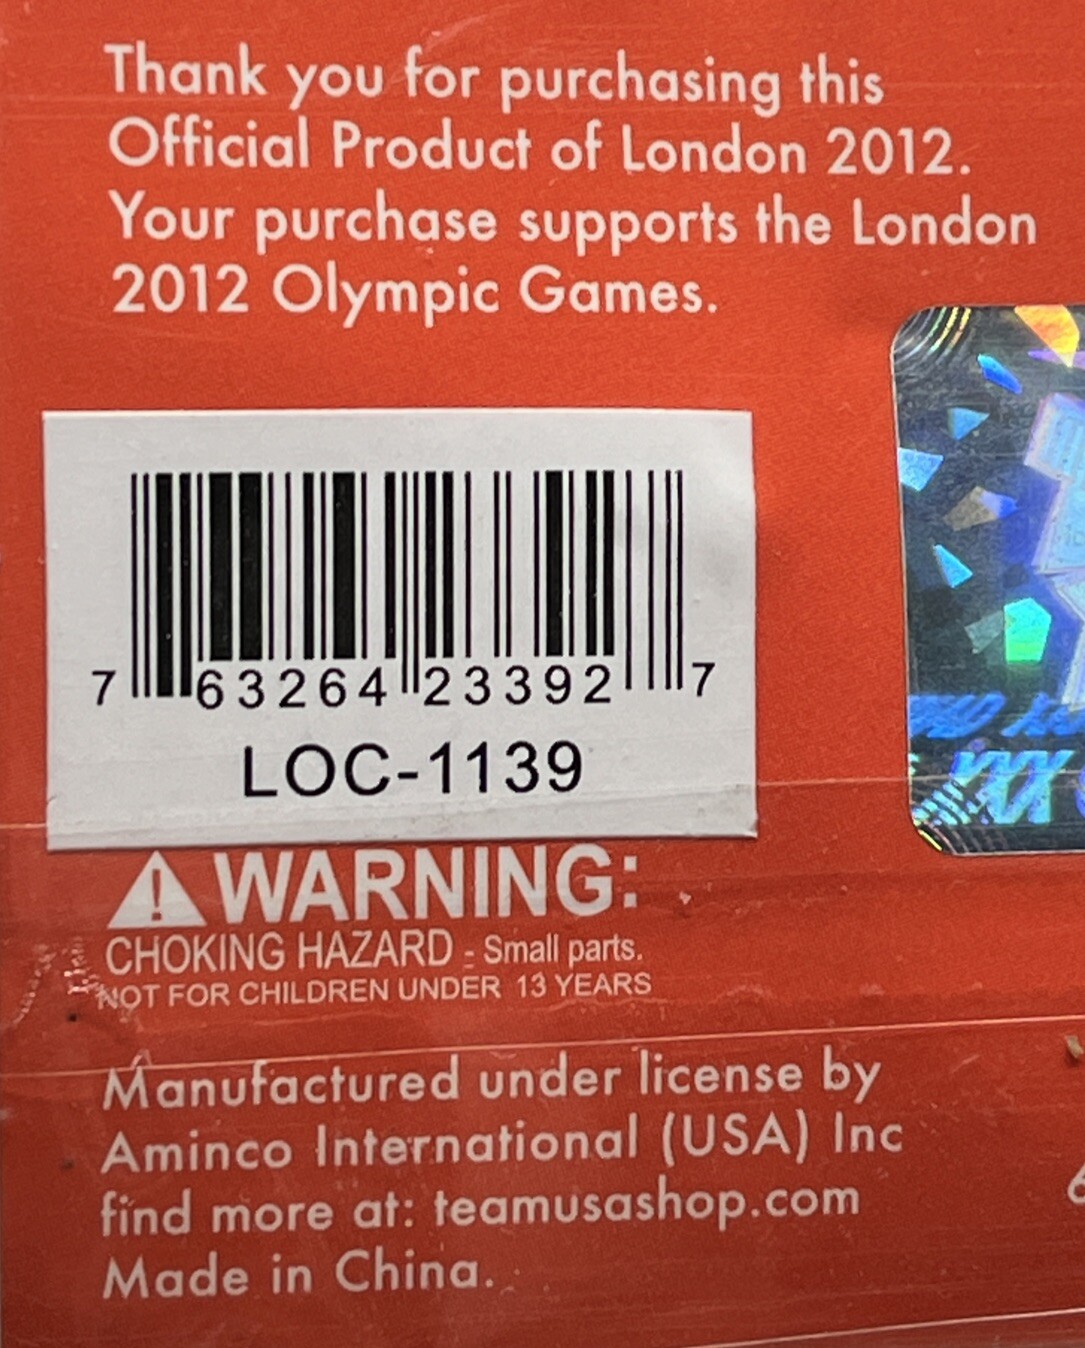 Thank you for purchasing this
Official Product of London 2012.
Your purchase supports the London
2012 Olympic Games.
7 63264 23392 7
LOC-1139
WARNING:
CHOKING HAZARD - Small parts.
NOT FOR CHILDREN UNDER 13 YEARS
Manufactured under license by
Aminco International (USA) Inc
find more at: teamusashop.com
Made in China.